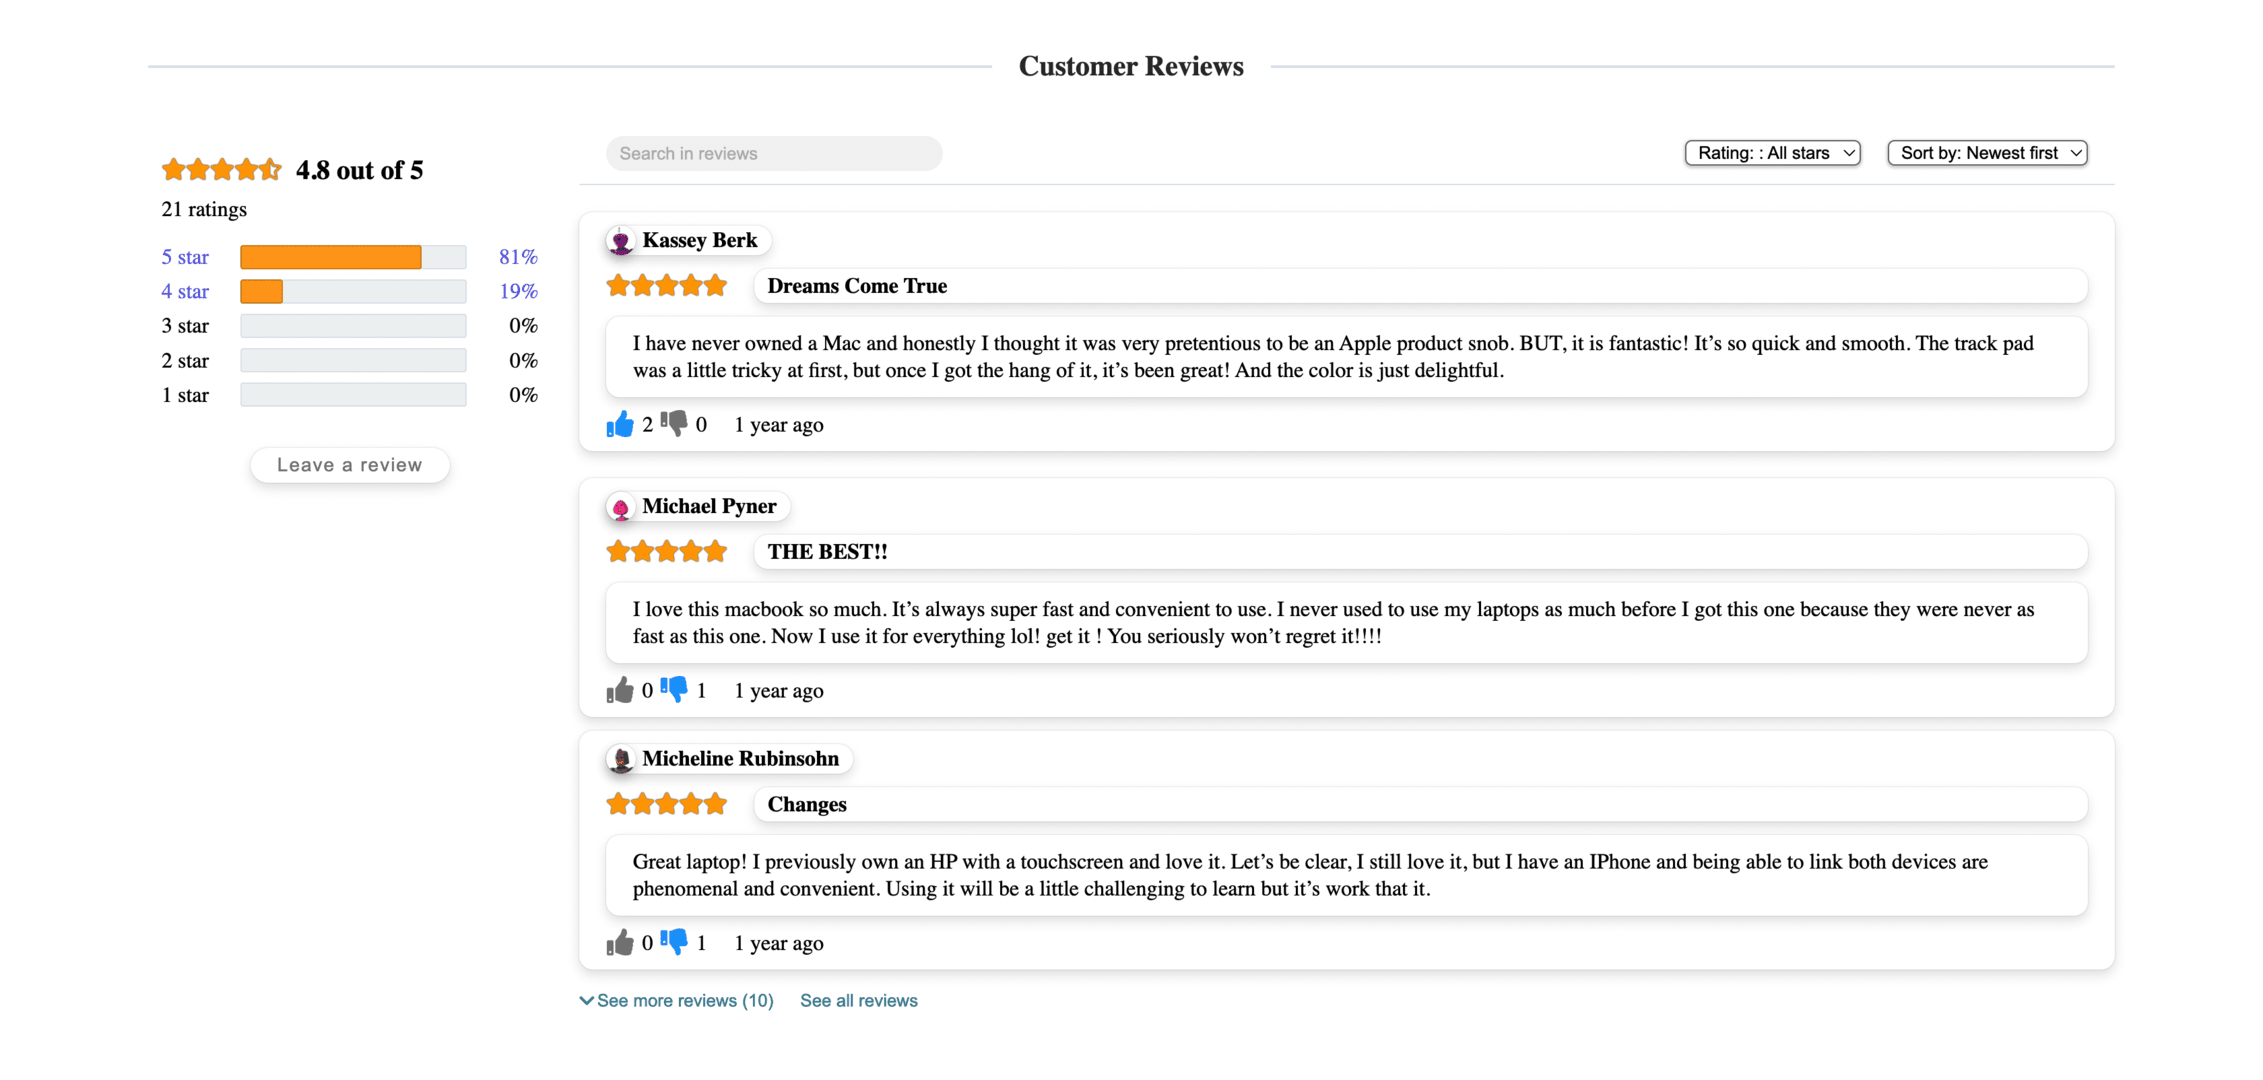 Customer Reviews
4.8 out of 5
21 ratings
5 star 81%
4 star 19%
3 star 0%
2 star 0%
1 star 0%
Leave a review
Search in reviews
Rating: : All stars
Sort by: Newest first
Kassey Berk
Dreams Come True
I have never owned a Mac and honestly I thought it was very pretentious to be an Apple product snob. BUT, it is fantastic! It’s so quick and smooth. The track pad
was a little tricky at first, but once I got the hang of it, it’s been great! And the color is just delightful.
2 0 1 year ago
Michael Pyner
THE BEST!!
I love this macbook so much. It’s always super fast and convenient to use. I never used to use my laptops as much before I got this one because they were never as
fast as this one. Now I use it for everything lol! get it ! You seriously won’t regret it!!!!
0 1 1 year ago
Micheline Rubinsohn
Changes
Great laptop! I previously own an HP with a touchscreen and love it. Let’s be clear, I still love it, but I have an IPhone and being able to link both devices are
phenomenal and convenient. Using it will be a little challenging to learn but it’s work that it.
0 1 1 year ago
See more reviews (10) See all reviews